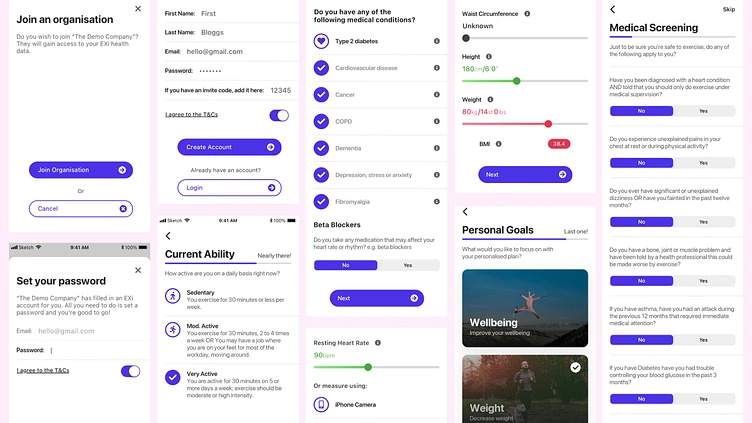 Join an organisation
Do you wish to join "The Demo Company"?
They will gain access to your EXi health
data.
Join Organisation
Or
Cancel
9:41 AM
100%
Set your password
"The Demo Company" has filled in an EXi
account for you. All you need to do is set a
password and you're good to go!
Email: hello@gmail.com
Password:
I agree to the T&Cs
First Name: First
Last Name: Bloggs
Email: hello@gmail.com
Password: •••••••
If you have an invite code, add it here: 12345
I agree to the T&Cs
Create Account
Already have an account?
Login
Sketch 9:41 AM 100%
Current Ability
Nearly there!
How active are you on a daily basis right now?
Sedentary
You exercise for 30 minutes or less per
week.
Mod. Active
You exercise for 30 minutes, 2 to 4 times
a week OR You may have a job where
you are on your feet for most of the
workday, moving around.
Very Active
You are active for 30 minutes on 5 or
more days a week; exercise should be
moderate or high intensity.
Do you have any of the
following medical conditions?
Type 2 diabetes
Cardiovascular disease
Cancer
COPD
Dementia
Depression, stress or anxiety
Fibromyalgia
Beta Blockers
Do you take any medication that may affect your
heart rate or rhythm? e.g. beta blockers
No Yes
Next
Resting Heart Rate
90bpm
Or measure using:
iPhone Camera
Waist Circumference
Unknown
Height
180cm/6'0"
Weight
80kg/14st 0lbs
BMI 38.4
Next
Personal Goals
Last one!
What would you like to focus on with
your personalised plan?
Wellbeing
Improve your wellbeing
Weight
Decrease weight
Skip
Medical Screening
Just to be sure you're safe to exercise, do any of
the following apply to you?
Have you been diagnosed with a heart condition
AND told that you should only do exercise under
medical supervision?
No Yes
Do you experience unexplained pains in your
chest at rest or during physical activity?
No Yes
Do you ever have significant or unexplained
dizziness OR have you fainted in the past twelve
months?
No Yes
Do you have a bone, joint or muscle problem and
have been told by a health professional this could
be made worse by exercise?
No Yes
If you have asthma, have you had an attack during
the previous 12 months that required immediate
medical attention?
No Yes
If you have Diabetes have you had trouble
controlling your blood glucose in the past 3
months?
No Yes